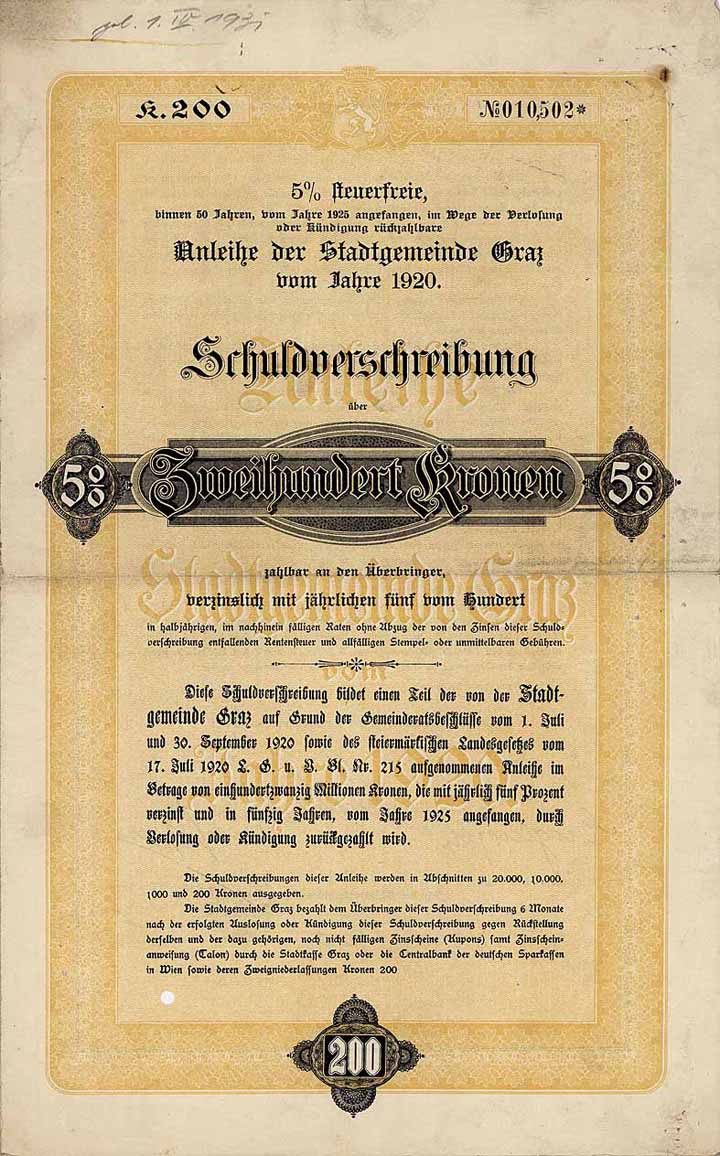 K. 200
№ 010,502*
5% steuerfreie,
binnen 50 Jahren, vom Jahre 1925 angefangen, im Wege der Verlosung
oder Kündigung rückzahlbare
Anleihe der Stadtgemeinde Graz
vom Jahre 1920.
Anleihe
Schuldverschreibung
über
5%
Zweihundert Kronen
5%
Stadtgemeinde Graz
zahlbar an den Überbringer,
verzinslich mit jährlichen fünf vom Hundert
in halbjährigen, im nachhinein fälligen Raten ohne Abzug der von den Zinsen dieser Schuld-
verschreibung entfallenden Rentensteuer und allfälligen Stempel- oder unmittelbaren Gebühren.
vom
Diese Schuldverschreibung bildet einen Teil der von der Stadt-
gemeinde Graz auf Grund der Gemeinderatsbeschlüsse vom 1. Juli
und 30. September 1920 sowie des steiermärkischen Landesgesetzes vom
17. Juli 1920 L. G. u. V. Bl. Nr. 215 aufgenommenen Anleihe im
Betrage von einhundertzwanzig Millionen Kronen, die mit jährlich fünf Prozent
verzinst und in fünfzig Jahren, vom Jahre 1925 angefangen, durch
Verlosung oder Kündigung zurückgezahlt wird.
Die Schuldverschreibungen dieser Anleihe werden in Abschnitten zu 20.000, 10.000,
1000 und 200 Kronen ausgegeben.
Die Stadtgemeinde Graz bezahlt dem Überbringer dieser Schuldverschreibung 6 Monate
nach der erfolgten Auslosung oder Kündigung dieser Schuldverschreibung gegen Rückstellung
derselben und der dazu gehörigen, noch nicht fälligen Zinsscheine (Kupons) samt Zinsschein-
anweisung (Talon) durch die Stadtkasse Graz oder die Centralbank der deutschen Sparkassen
in Wien sowie deren Zweigniederlassungen Kronen 200
200